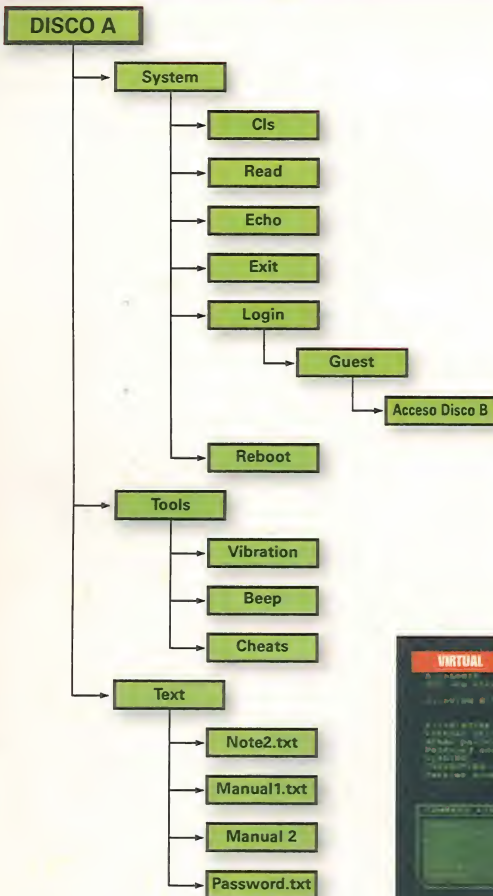 DISCO A
System
Cls
Read
Echo
Exit
Login
Guest
Acceso Disco B
Reboot
Tools
Vibration
Beep
Cheats
Text
Note2.txt
Manual1.txt
Manual 2
Password.txt
VIRTUAL